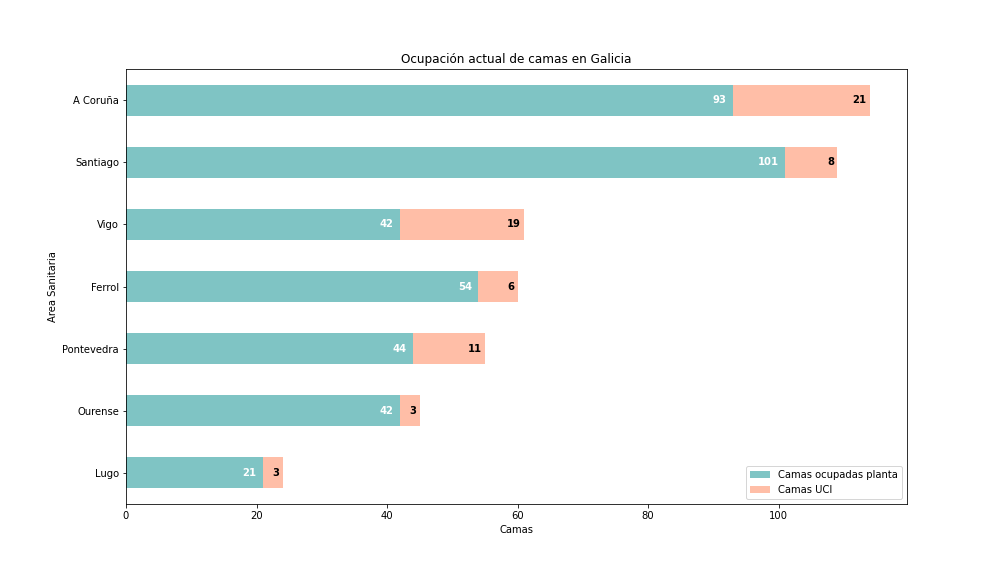 Ocupación actual de camas en Galicia
A Coruña 93 21
Santiago 101 8
Vigo 42 19
Ferrol 54 6
Pontevedra 44 11
Ourense 42 3
Lugo 21 3
Area Sanitaria
Camas ocupadas planta
Camas UCI
0 20 40 60 80 100
Camas